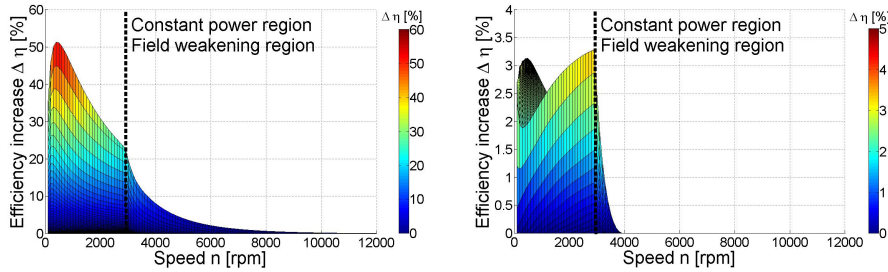 Δ η [%]
60
50
40
30
20
10
0
Efficiency increase Δ η [%]
Constant power region
Field weakening region
0 2000 4000 6000 8000 10000 12000
Speed n [rpm]
60
50
40
30
20
10
0
Δ η [%]
4
3.5
3
2.5
2
1.5
1
0.5
0
Efficiency increase Δ η [%]
Constant power region
Field weakening region
0 2000 4000 6000 8000 10000 12000
Speed n [rpm]
5
4
3
2
1
0